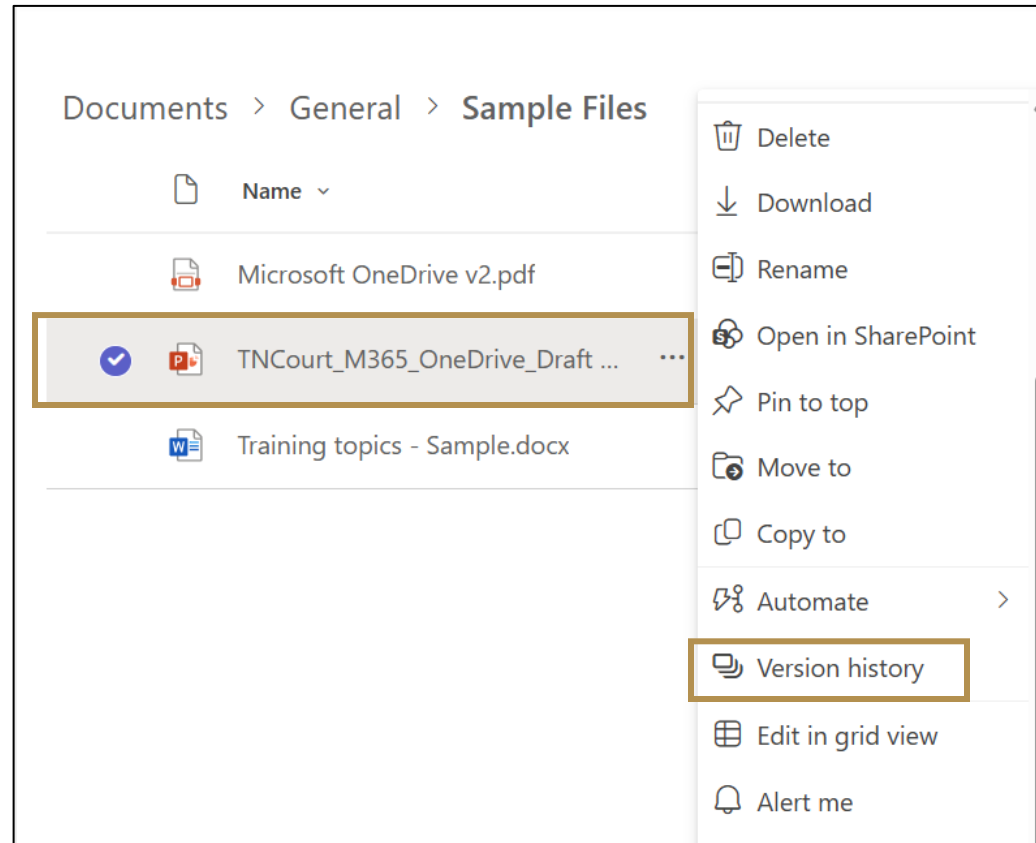 Documents > General > Sample Files
Name
Microsoft OneDrive v2.pdf
TNCourt_M365_OneDrive_Draft ...
Training topics - Sample.docx
Delete
Download
Rename
Open in SharePoint
Pin to top
Move to
Copy to
Automate
Version history
Edit in grid view
Alert me